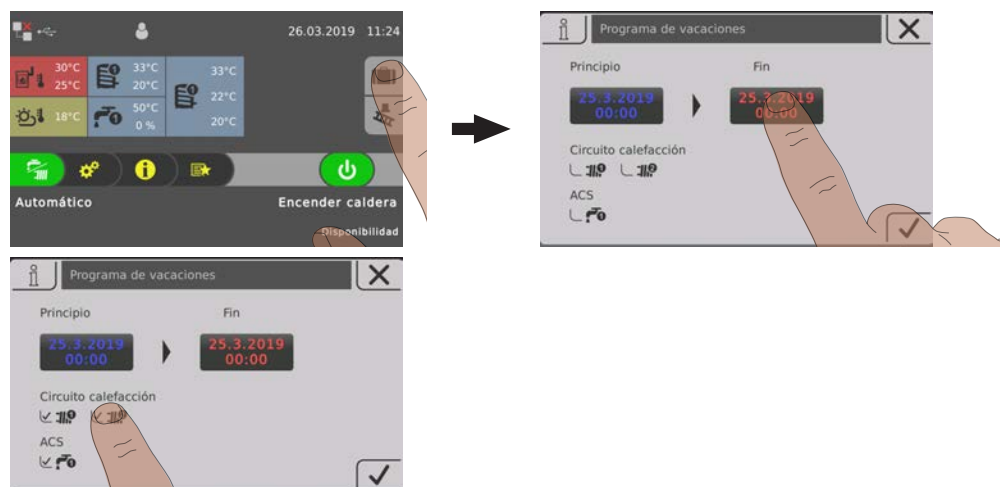 26.03.2019 11:24
30°C
25°C
33°C
20°C
33°C
22°C
20°C
18°C
50°C
0 %
Automático
Encender caldera
Disponibilidad
Programa de vacaciones
Principio
Fin
25.3.2019
00:00
25.3.2019
00:00
Circuito calefacción
ACS
Programa de vacaciones
Principio
Fin
25.3.2019
00:00
25.3.2019
00:00
Circuito calefacción
ACS